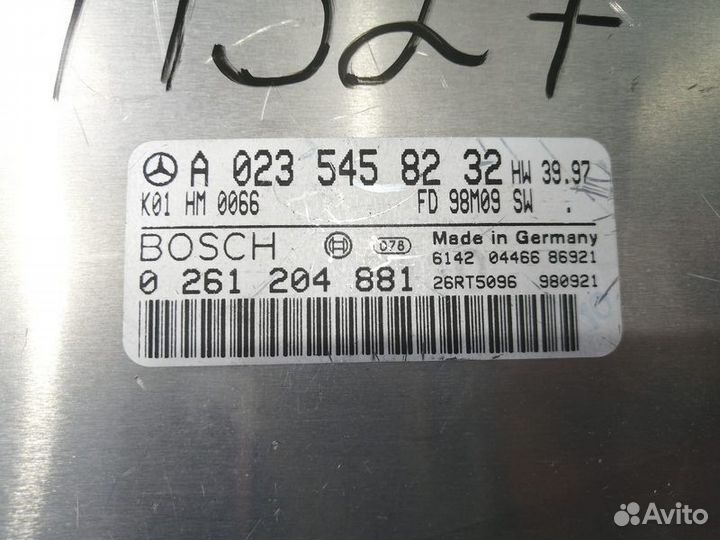 A 023 545 82 32 HW 39.97
K01 HM 0066 FD 98M09 SW .
BOSCH 078 Made in Germany
6142 04466 86921
0 261 204 881 26RT5096 980921
Avito